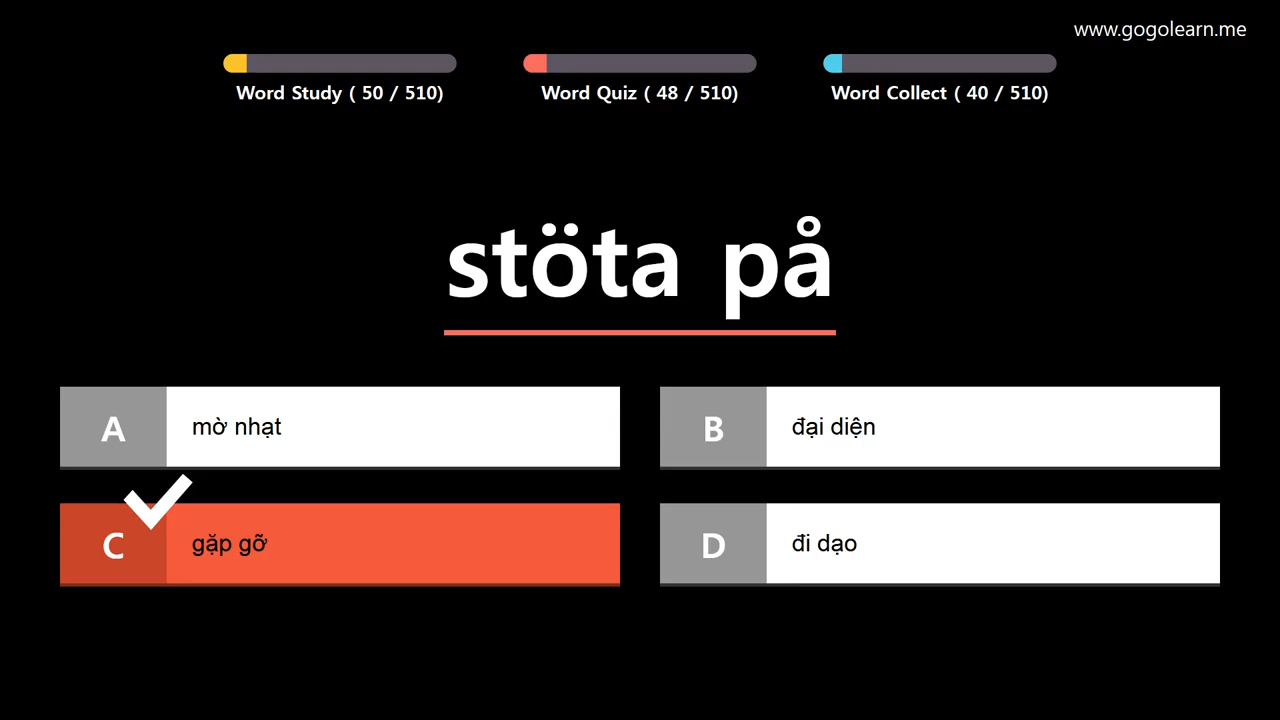 www.gogolearn.me
Word Study ( 50 / 510)
Word Quiz ( 48 / 510)
Word Collect ( 40 / 510)
stöta på
A mờ nhạt
B đại diện
C gặp gỡ
D đi dạo